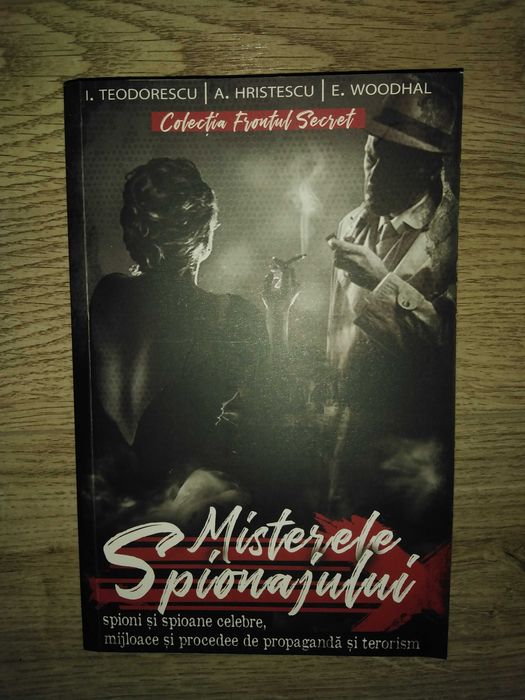 I. TEODORESCU | A. HRISTESCU | E. WOODHAL
Colecția Frontul Secret
Misterele
Spionajului
spioni și spioane celebre,
mijloace și procedee de propagandă și terorism